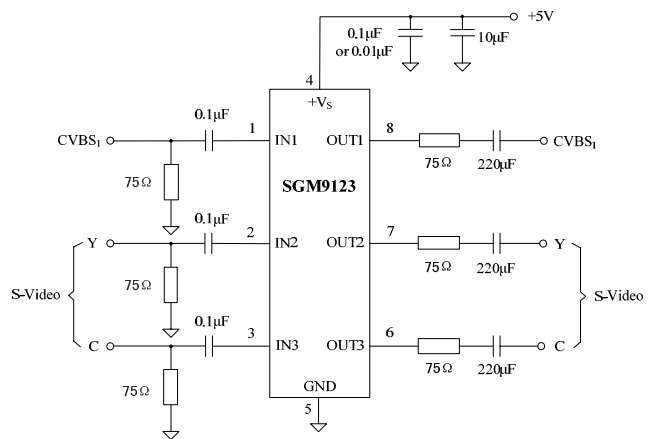 +5V
0.1μF
or 0.01μF
10μF
4
+VS
0.1μF
CVBS1
1
IN1
OUT1
8
CVBS1
75Ω
220μF
75Ω
SGM9123
0.1μF
Y
2
IN2
OUT2
7
Y
75Ω
220μF
75Ω
S-Video
S-Video
0.1μF
C
3
IN3
OUT3
6
C
75Ω
220μF
75Ω
GND
5